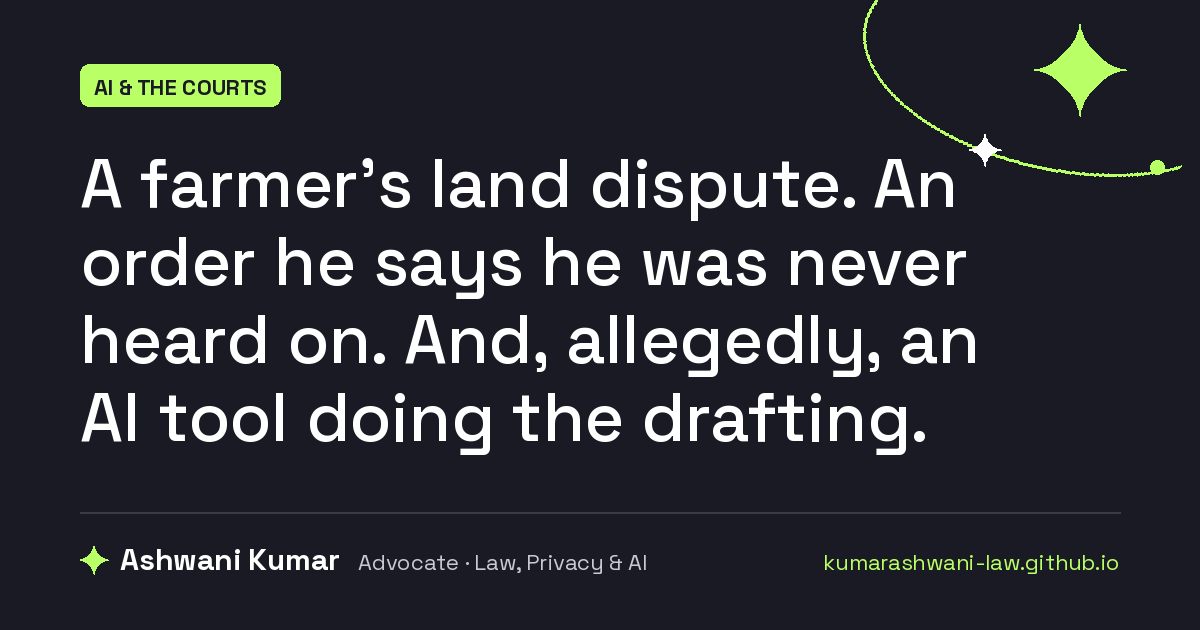 AI & THE COURTS
A farmer’s land dispute. An
order he says he was never
heard on. And, allegedly, an
AI tool doing the drafting.
Ashwani Kumar Advocate · Law, Privacy & AI kumarashwani-law.github.io